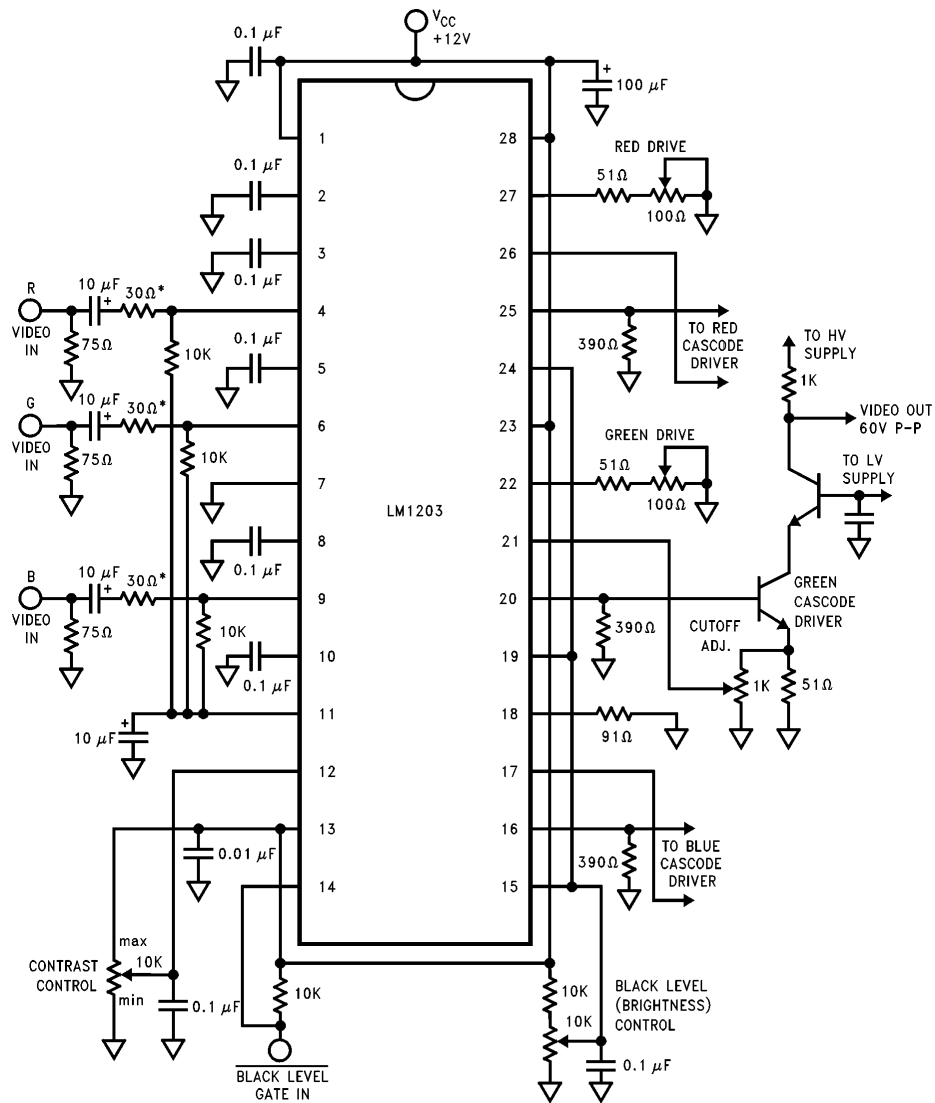 VCC
+12V
0.1 μF
+
100 μF
1
28
RED DRIVE
0.1 μF
51Ω
2
27
100Ω
3
26
0.1 μF
R
VIDEO
IN
10 μF
+
30Ω*
4
25
75Ω
10K
390Ω
TO RED
CASCODE
DRIVER
0.1 μF
5
24
TO HV
SUPPLY
1K
G
VIDEO
IN
10 μF
+
30Ω*
6
23
VIDEO OUT
60V P-P
75Ω
10K
GREEN DRIVE
51Ω
7
22
100Ω
TO LV
SUPPLY
LM1203
8
21
0.1 μF
B
VIDEO
IN
10 μF
+
30Ω*
9
20
75Ω
10K
390Ω
GREEN
CASCODE
DRIVER
CUTOFF
ADJ.
10
19
0.1 μF
1K
51Ω
11
18
+
10 μF
91Ω
12
17
13
16
0.01 μF
390Ω
TO BLUE
CASCODE
DRIVER
14
15
max
CONTRAST
CONTROL
10K
min
0.1 μF
10K
10K
10K
BLACK LEVEL
(BRIGHTNESS)
CONTROL
0.1 μF
BLACK LEVEL
GATE IN